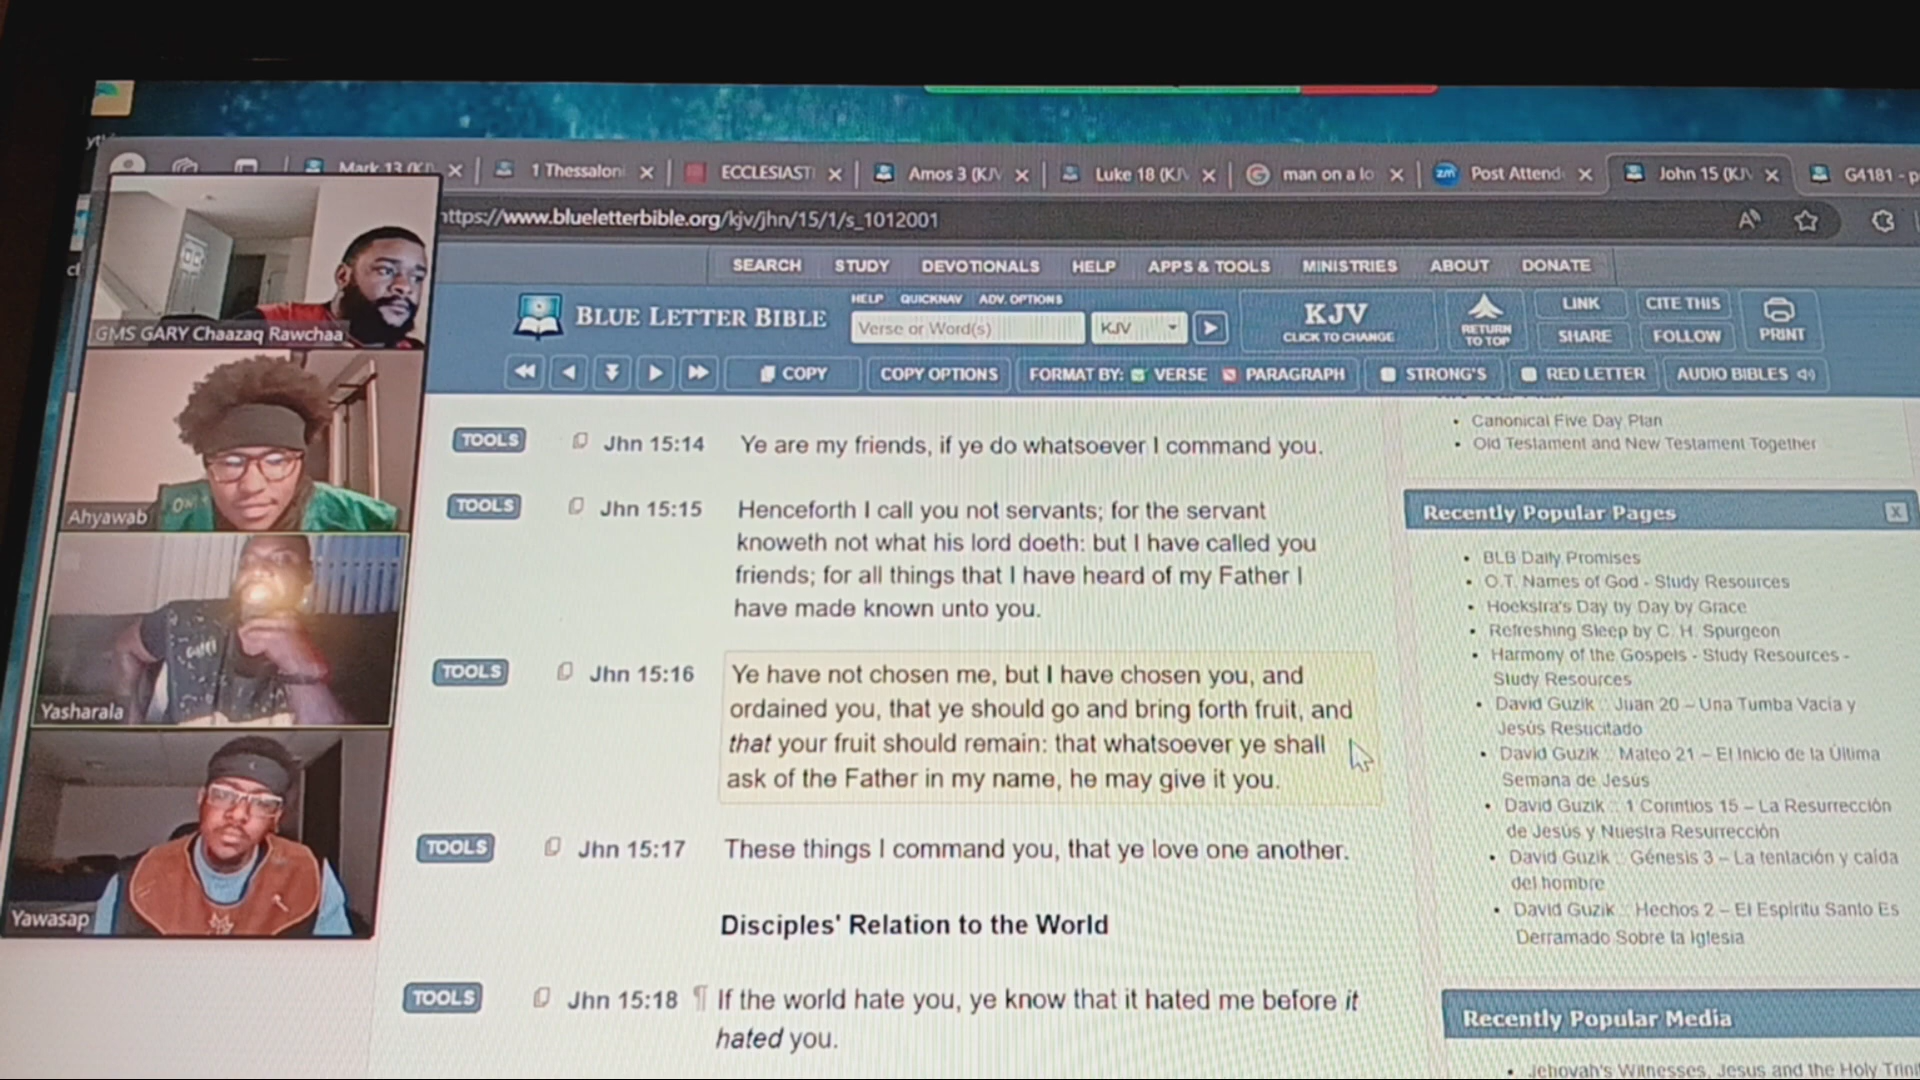 Mark 13 (KJ
1 Thessaloni
ECCLESIASTI
Amos 3 (KJV
Luke 18 (KJV
man on a lo
zm
Post Attend
John 15 (KJV
G4181 - p
https://www.blueletterbible.org/kjv/jhn/15/1/s_1012001
SEARCH STUDY DEVOTIONALS HELP APPS & TOOLS MINISTRIES ABOUT DONATE
BLUE LETTER BIBLE
HELP QUICKNAV ADV. OPTIONS
Verse or Word(s)
KJV
KJV
CLICK TO CHANGE
RETURN
TO TOP
LINK
CITE THIS
SHARE
FOLLOW
PRINT
COPY
COPY OPTIONS
FORMAT BY: VERSE PARAGRAPH
STRONG'S
RED LETTER
AUDIO BIBLES
GMS GARY Chaazaq Rawchaa
Ahyawab
Yasharala
Yawasap
TOOLS Jhn 15:14 Ye are my friends, if ye do whatsoever I command you.
TOOLS Jhn 15:15 Henceforth I call you not servants; for the servant
knoweth not what his lord doeth: but I have called you
friends; for all things that I have heard of my Father I
have made known unto you.
TOOLS Jhn 15:16 Ye have not chosen me, but I have chosen you, and
ordained you, that ye should go and bring forth fruit, and
that your fruit should remain: that whatsoever ye shall
ask of the Father in my name, he may give it you.
TOOLS Jhn 15:17 These things I command you, that ye love one another.
Disciples' Relation to the World
TOOLS Jhn 15:18 ¶ If the world hate you, ye know that it hated me before it
hated you.
• Canonical Five Day Plan
• Old Testament and New Testament Together
Recently Popular Pages
• BLB Daily Promises
• O.T. Names of God - Study Resources
• Hoekstra's Day by Day by Grace
• Refreshing Sleep by C. H. Spurgeon
• Harmony of the Gospels - Study Resources -
Study Resources
• David Guzik :: Juan 20 – Una Tumba Vacía y
Jesús Resucitado
• David Guzik :: Mateo 21 – El Inicio de la Última
Semana de Jesús
• David Guzik :: 1 Corintios 15 – La Resurrección
de Jesús y Nuestra Resurrección
• David Guzik :: Génesis 3 – La tentación y caída
del hombre
• David Guzik :: Hechos 2 – El Espíritu Santo Es
Derramado Sobre la Iglesia
Recently Popular Media
• Jehovah's Witnesses, Jesus and the Holy Trini